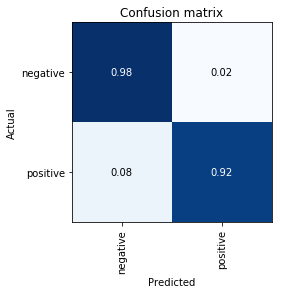 Confusion matrix
negative
0.98
0.02
Actual
positive
0.08
0.92
negative
positive
Predicted